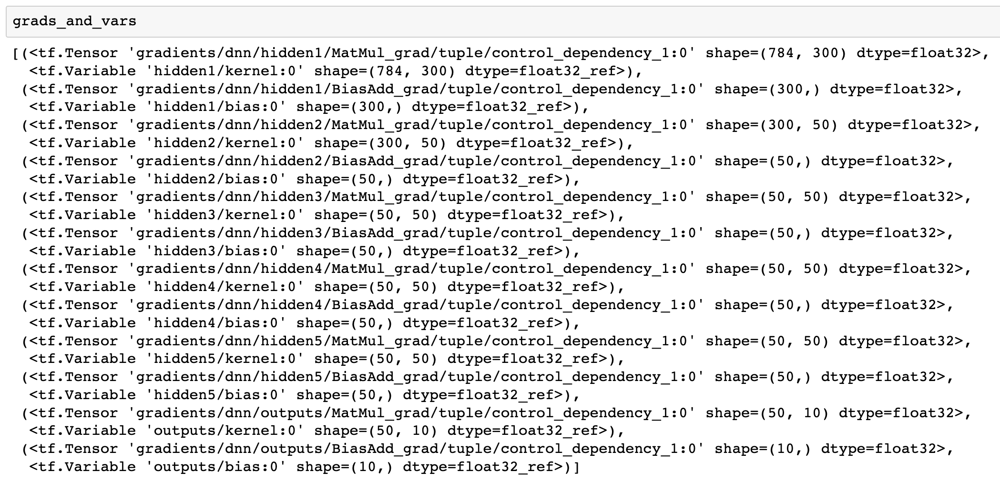 grads_and_vars
[(<tf.Tensor 'gradients/dnn/hidden1/MatMul_grad/tuple/control_dependency_1:0' shape=(784, 300) dtype=float32>,
<tf.Variable 'hidden1/kernel:0' shape=(784, 300) dtype=float32_ref>),
(<tf.Tensor 'gradients/dnn/hidden1/BiasAdd_grad/tuple/control_dependency_1:0' shape=(300,) dtype=float32>,
<tf.Variable 'hidden1/bias:0' shape=(300,) dtype=float32_ref>),
(<tf.Tensor 'gradients/dnn/hidden2/MatMul_grad/tuple/control_dependency_1:0' shape=(300, 50) dtype=float32>,
<tf.Variable 'hidden2/kernel:0' shape=(300, 50) dtype=float32_ref>),
(<tf.Tensor 'gradients/dnn/hidden2/BiasAdd_grad/tuple/control_dependency_1:0' shape=(50,) dtype=float32>,
<tf.Variable 'hidden2/bias:0' shape=(50,) dtype=float32_ref>),
(<tf.Tensor 'gradients/dnn/hidden3/MatMul_grad/tuple/control_dependency_1:0' shape=(50, 50) dtype=float32>,
<tf.Variable 'hidden3/kernel:0' shape=(50, 50) dtype=float32_ref>),
(<tf.Tensor 'gradients/dnn/hidden3/BiasAdd_grad/tuple/control_dependency_1:0' shape=(50,) dtype=float32>,
<tf.Variable 'hidden3/bias:0' shape=(50,) dtype=float32_ref>),
(<tf.Tensor 'gradients/dnn/hidden4/MatMul_grad/tuple/control_dependency_1:0' shape=(50, 50) dtype=float32>,
<tf.Variable 'hidden4/kernel:0' shape=(50, 50) dtype=float32_ref>),
(<tf.Tensor 'gradients/dnn/hidden4/BiasAdd_grad/tuple/control_dependency_1:0' shape=(50,) dtype=float32>,
<tf.Variable 'hidden4/bias:0' shape=(50,) dtype=float32_ref>),
(<tf.Tensor 'gradients/dnn/hidden5/MatMul_grad/tuple/control_dependency_1:0' shape=(50, 50) dtype=float32>,
<tf.Variable 'hidden5/kernel:0' shape=(50, 50) dtype=float32_ref>),
(<tf.Tensor 'gradients/dnn/hidden5/BiasAdd_grad/tuple/control_dependency_1:0' shape=(50,) dtype=float32>,
<tf.Variable 'hidden5/bias:0' shape=(50,) dtype=float32_ref>),
(<tf.Tensor 'gradients/dnn/outputs/MatMul_grad/tuple/control_dependency_1:0' shape=(50, 10) dtype=float32>,
<tf.Variable 'outputs/kernel:0' shape=(50, 10) dtype=float32_ref>),
(<tf.Tensor 'gradients/dnn/outputs/BiasAdd_grad/tuple/control_dependency_1:0' shape=(10,) dtype=float32>,
<tf.Variable 'outputs/bias:0' shape=(10,) dtype=float32_ref>)]